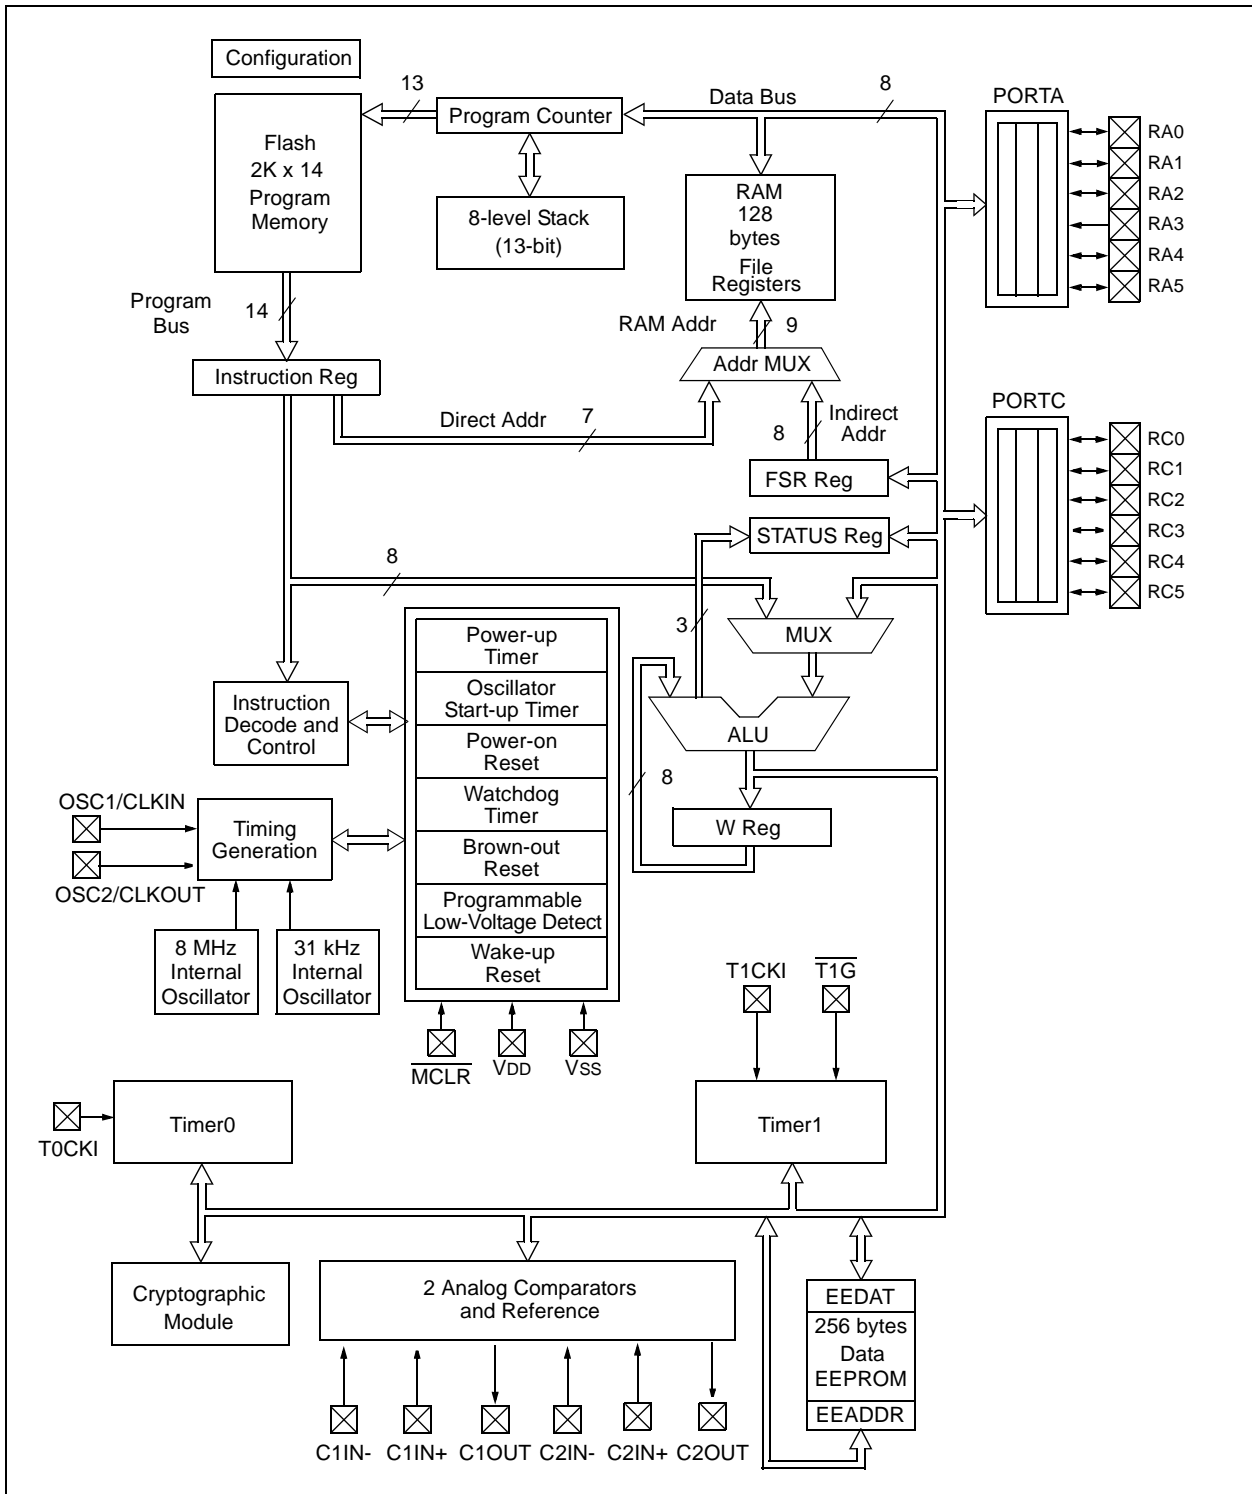 Configuration
13
Program Counter
Data Bus
8
PORTA
Flash
2K x 14
Program
Memory
8-level Stack
(13-bit)
RAM
128
bytes
File
Registers
RA0
RA1
RA2
RA3
RA4
RA5
Program
Bus
14
RAM Addr
9
Addr MUX
Instruction Reg
Direct Addr
7
Indirect
Addr
8
FSR Reg
STATUS Reg
PORTC
RC0
RC1
RC2
RC3
RC4
RC5
8
3
MUX
Power-up
Timer
Oscillator
Start-up Timer
Power-on
Reset
Watchdog
Timer
Brown-out
Reset
Programmable
Low-Voltage Detect
Wake-up
Reset
Instruction
Decode and
Control
ALU
8
W Reg
OSC1/CLKIN
Timing
Generation
OSC2/CLKOUT
8 MHz
Internal
Oscillator
31 kHz
Internal
Oscillator
MCLR
VDD
VSS
T1CKI
T1G
Timer0
T0CKI
Timer1
Cryptographic
Module
2 Analog Comparators
and Reference
EEDAT
256 bytes
Data
EEPROM
EEADDR
C1IN-
C1IN+
C1OUT
C2IN-
C2IN+
C2OUT